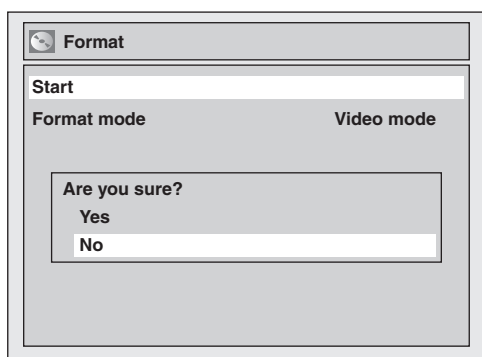 Format
Start
Format mode Video mode
Are you sure?
Yes
No